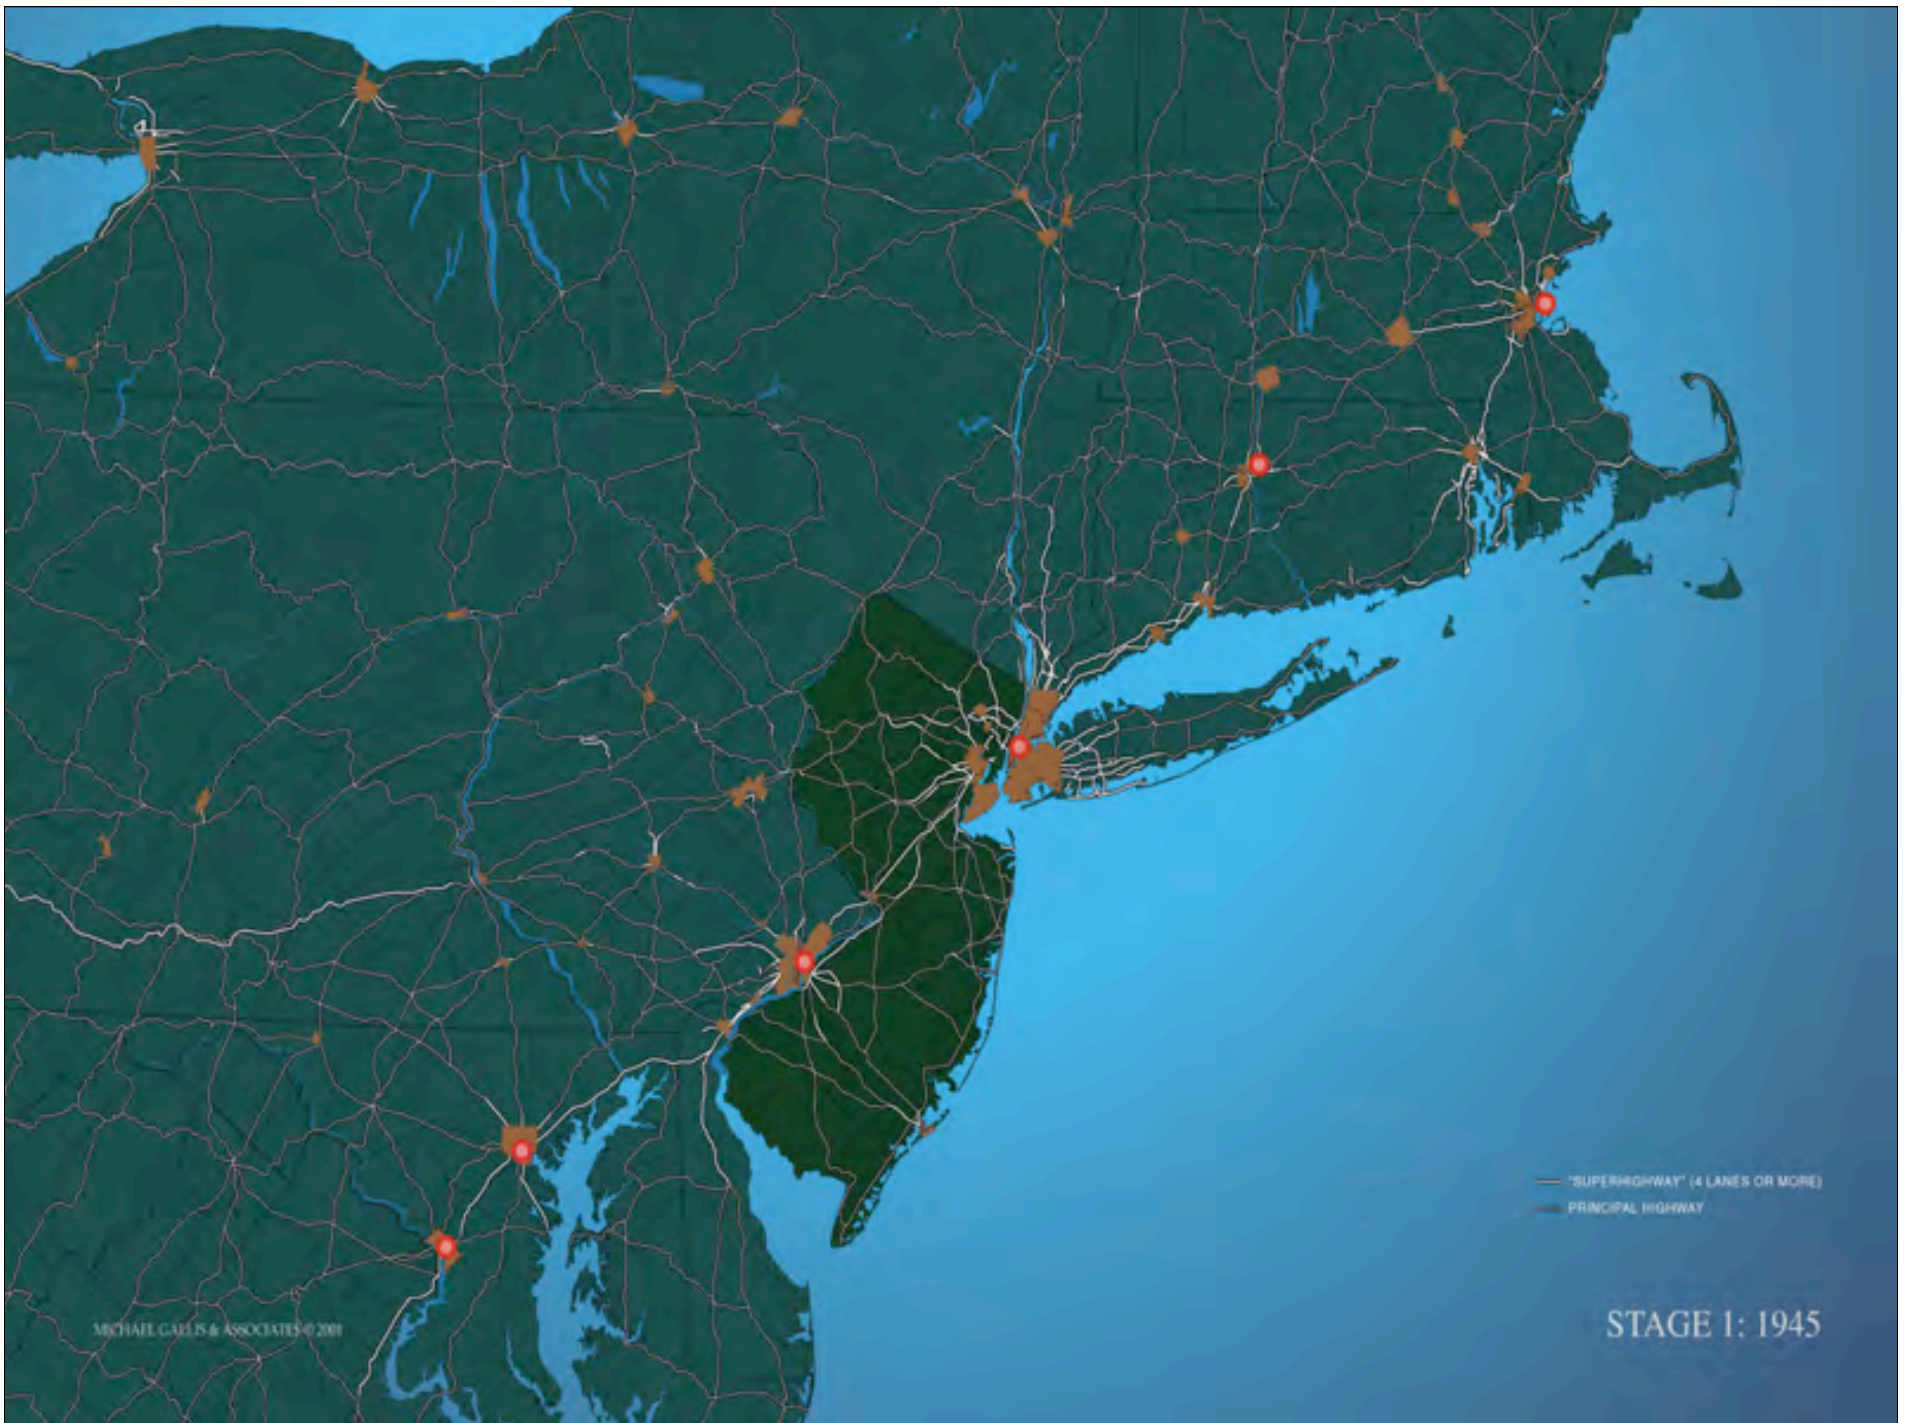 "SUPERHIGHWAY" (4 LANES OR MORE)
PRINCIPAL HIGHWAY
STAGE 1: 1945
MICHAEL GALLIS & ASSOCIATES © 2001